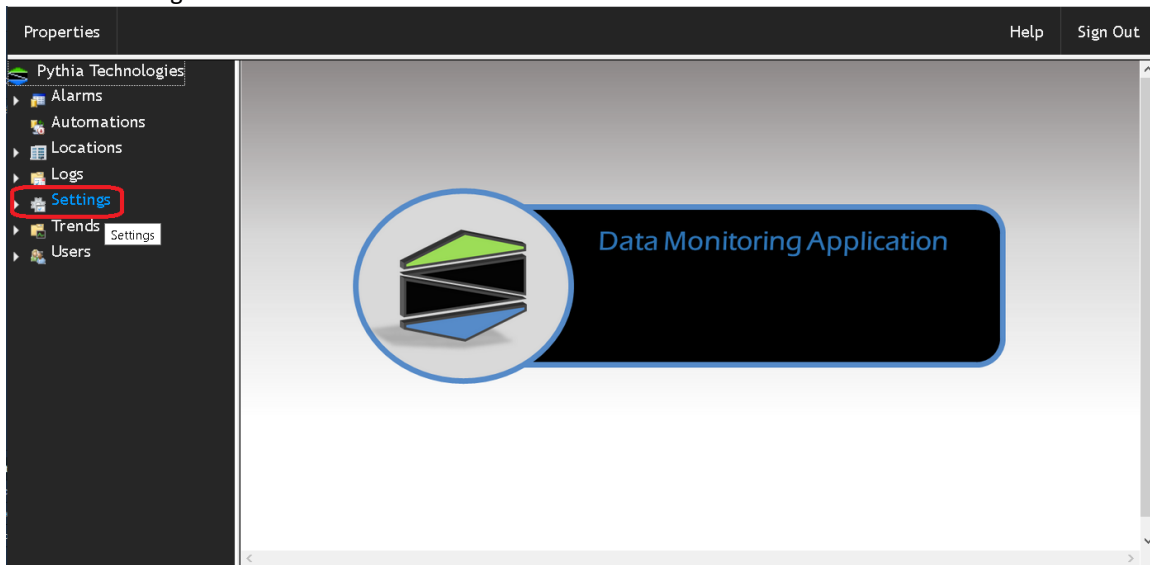 Properties
Help
Sign Out
Pythia Technologies
Alarms
Automations
Locations
Logs
Settings
Trends
Settings
Users
Data Monitoring Application